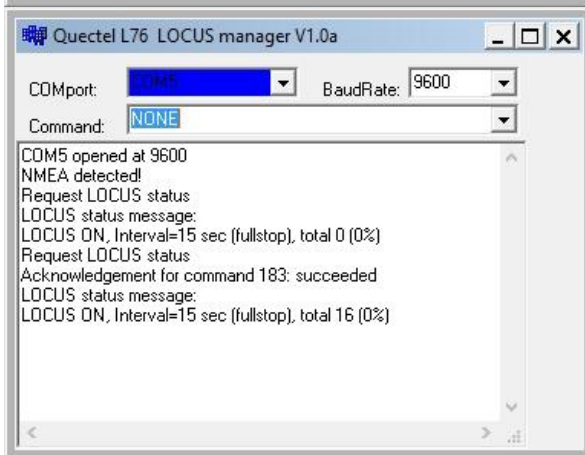 Quectel L76 LOCUS manager V1.0a
COMport: COM5 BaudRate: 9600
Command: NONE
COM5 opened at 9600
NMEA detected!
Request LOCUS status
LOCUS status message:
LOCUS ON, Interval=15 sec (fullstop), total 0 (0%)
Request LOCUS status
Acknowledgement for command 183: succeeded
LOCUS status message:
LOCUS ON, Interval=15 sec (fullstop), total 16 (0%)